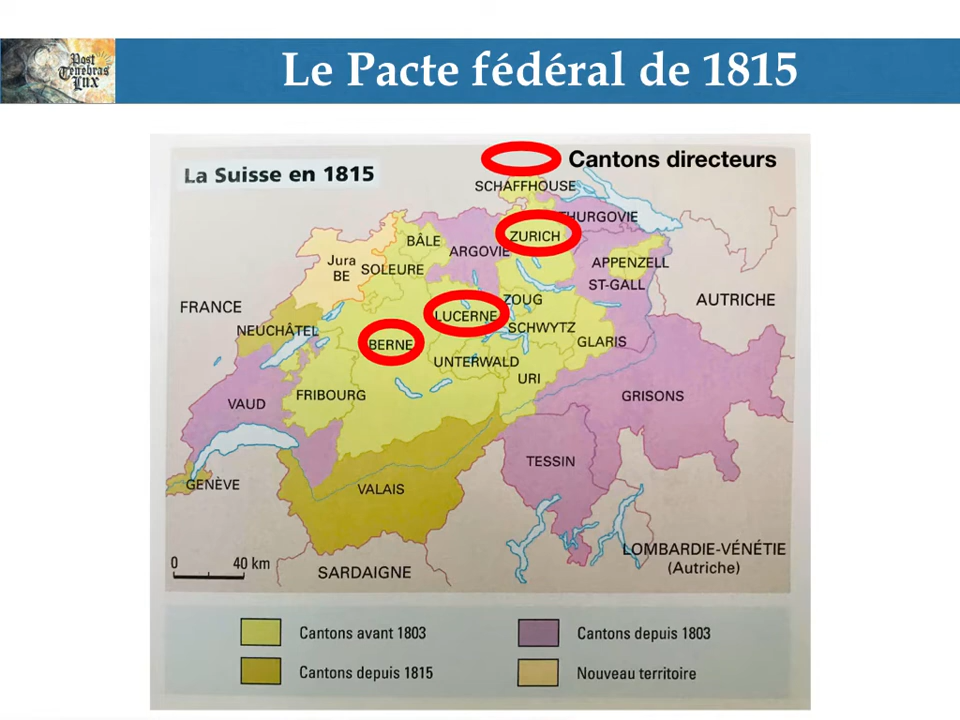 Post
Tenebras
Lux
Le Pacte fédéral de 1815
La Suisse en 1815
Cantons directeurs
SCHAFFHOUSE
THURGOVIE
ZURICH
BÂLE
ARGOVIE
APPENZELL
Jura
BE
SOLEURE
ST-GALL
FRANCE
ZOUG
AUTRICHE
LUCERNE
NEUCHÂTEL
SCHWYTZ
BERNE
GLARIS
UNTERWALD
URI
FRIBOURG
GRISONS
VAUD
TESSIN
GENÈVE
VALAIS
LOMBARDIE-VÉNÉTIE
(Autriche)
0 40 km
SARDAIGNE
Cantons avant 1803
Cantons depuis 1803
Cantons depuis 1815
Nouveau territoire